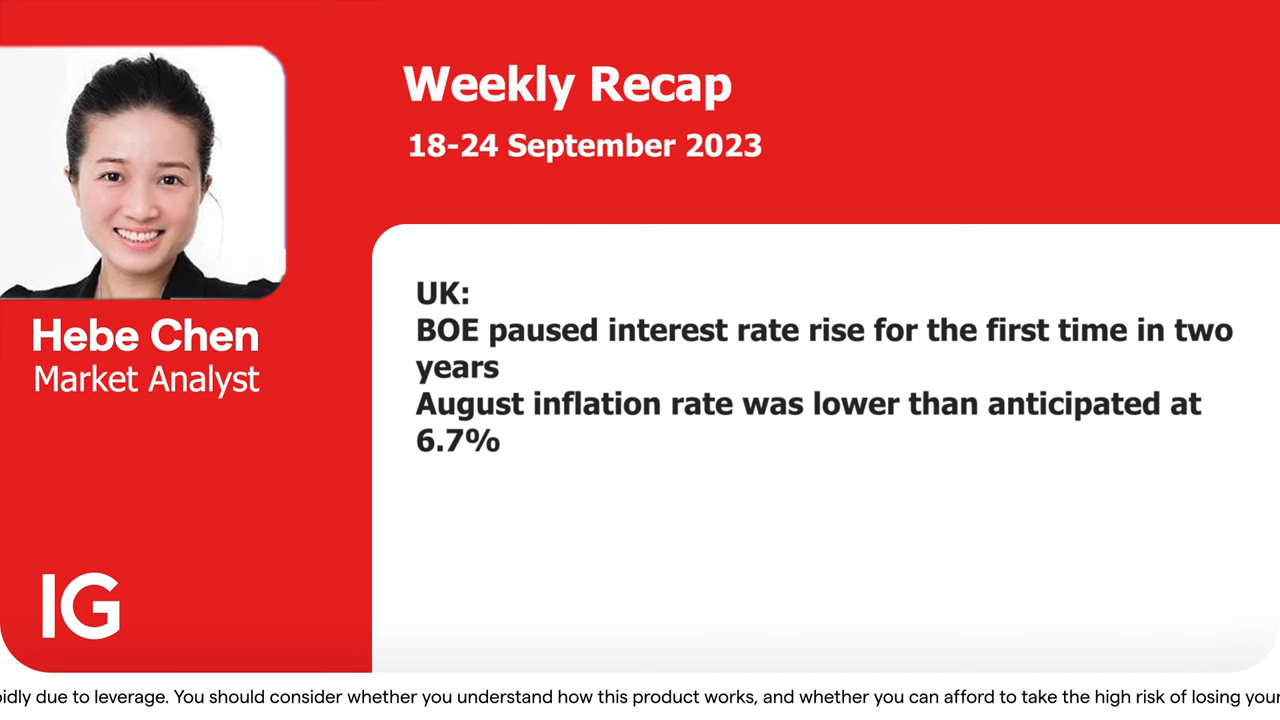 Weekly Recap
18-24 September 2023
UK:
BOE paused interest rate rise for the first time in two
years
August inflation rate was lower than anticipated at
6.7%
Hebe Chen
Market Analyst
IG
due to leverage. You should consider whether you understand how this product works, and whether you can afford to take the high risk of losing your